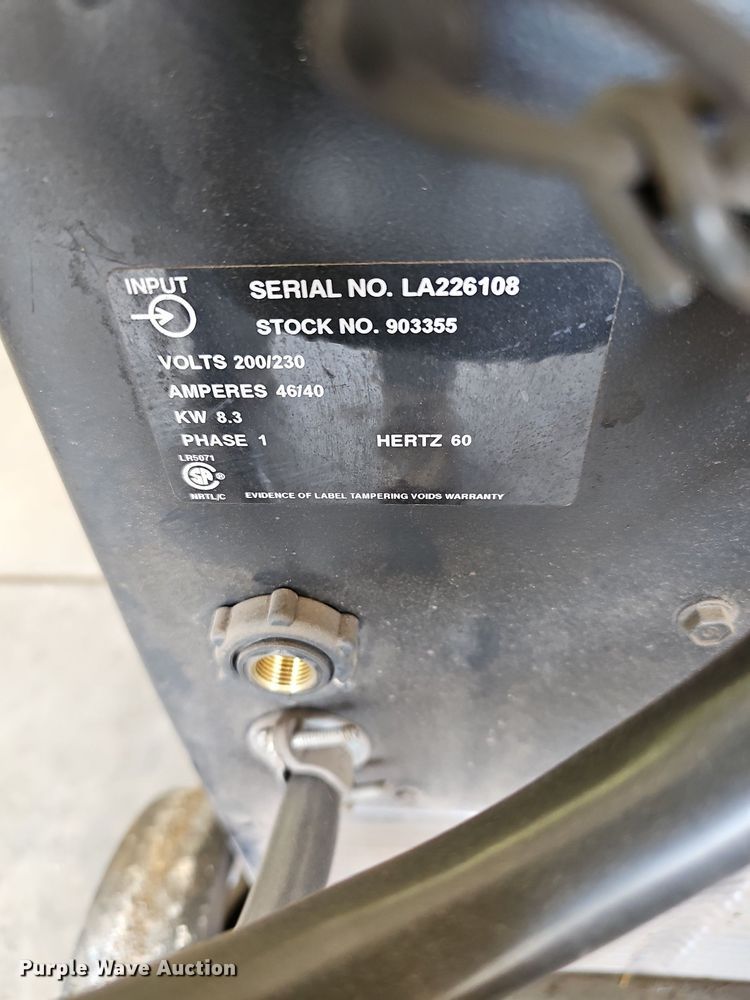 INPUT
SERIAL NO. LA226108
STOCK NO. 903355
VOLTS 200/230
AMPERES 46/40
KW 8.3
PHASE 1 HERTZ 60
LR5071
®
NRTL/C EVIDENCE OF LABEL TAMPERING VOIDS WARRANTY
Purple Wave Auction